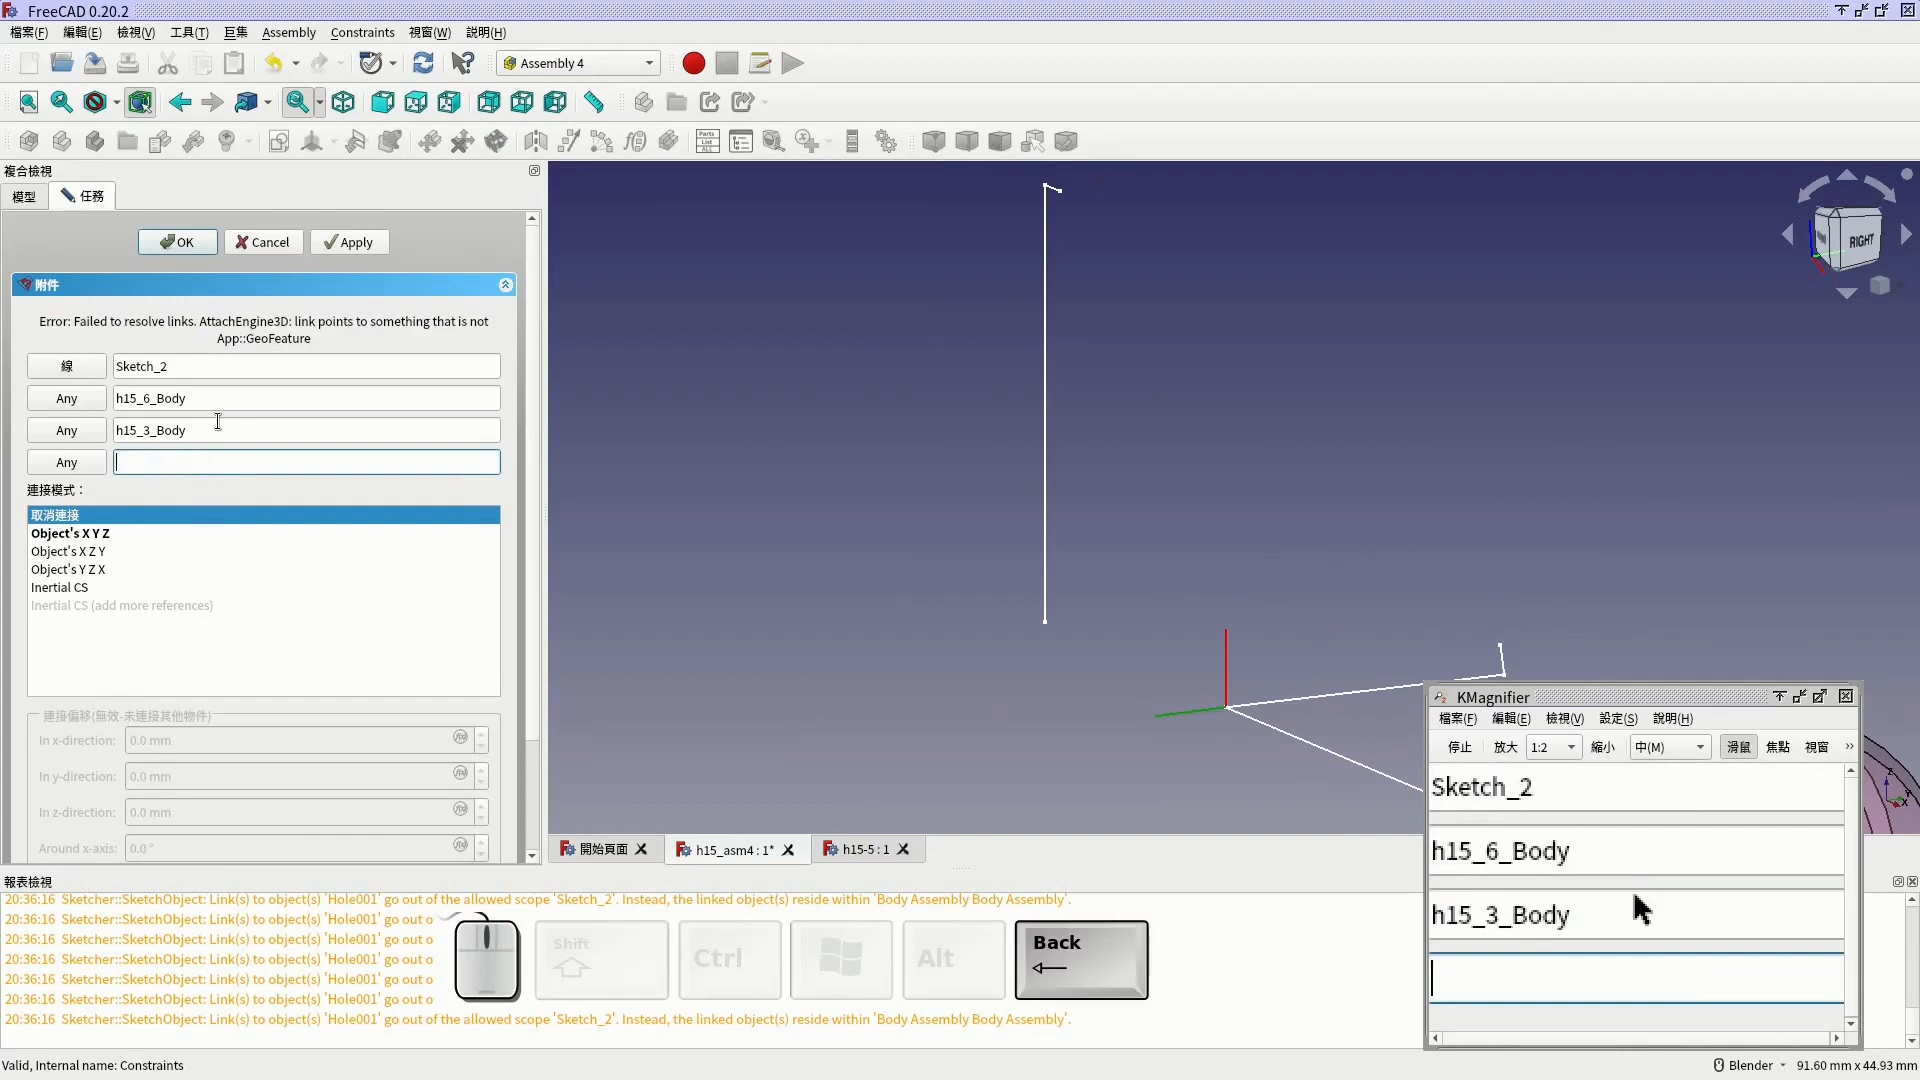 FreeCAD 0.20.2
檔案(F) 編輯(E) 檢視(V) 工具(T) 巨集 Assembly Constraints 視窗(W) 說明(H)
Assembly 4
Parts List ALL
複合檢視
模型 任務
OK Cancel Apply
附件
Error: Failed to resolve links. AttachEngine3D: link points to something that is not
App::GeoFeature
線 Sketch_2
Any h15_6_Body
Any h15_3_Body
Any
連接模式：
取消連接
Object's X Y Z
Object's X Z Y
Object's Y Z X
Inertial CS
Inertial CS (add more references)
連接偏移(無效-未連接其他物件)
In x-direction: 0.0 mm
In y-direction: 0.0 mm
In z-direction: 0.0 mm
Around x-axis: 0.0 °
RIGHT
開始頁面 h15_asm4 : 1* h15-5 : 1
KMagnifier
檔案(F) 編輯(E) 檢視(V) 設定(S) 說明(H)
停止 放大 1:2 縮小 中(M) 滑鼠 焦點 視窗 »
Sketch_2
h15_6_Body
h15_3_Body
報表檢視
20:36:16 Sketcher::SketchObject: Link(s) to object(s) 'Hole001' go out of the allowed scope 'Sketch_2'. Instead, the linked object(s) reside within 'Body Assembly Body Assembly'.
20:36:16 Sketcher::SketchObject: Link(s) to object(s) 'Hole001' go out o
20:36:16 Sketcher::SketchObject: Link(s) to object(s) 'Hole001' go out o
20:36:16 Sketcher::SketchObject: Link(s) to object(s) 'Hole001' go out o
20:36:16 Sketcher::SketchObject: Link(s) to object(s) 'Hole001' go out o
20:36:16 Sketcher::SketchObject: Link(s) to object(s) 'Hole001' go out o
20:36:16 Sketcher::SketchObject: Link(s) to object(s) 'Hole001' go out of the allowed scope 'Sketch_2'. Instead, the linked object(s) reside within 'Body Assembly Body Assembly'.
Shift Ctrl Alt Back
Valid, Internal name: Constraints
Blender 91.60 mm x 44.93 mm